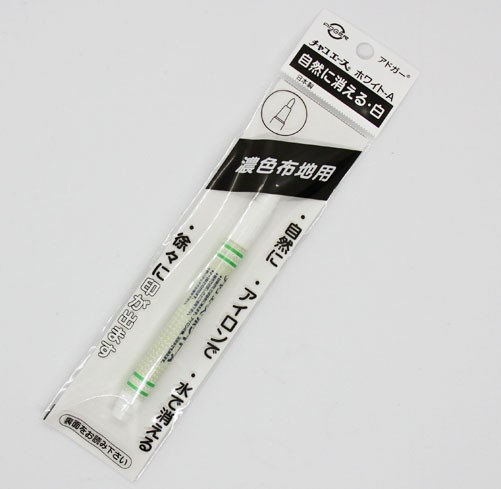 アドガー®
チャコエース® ホワイト-A
日本製
自然に消える・白
濃色布地用
・自然に
・アイロンで
・水で消える
・徐々に白が出ます
裏面をお読み下さい